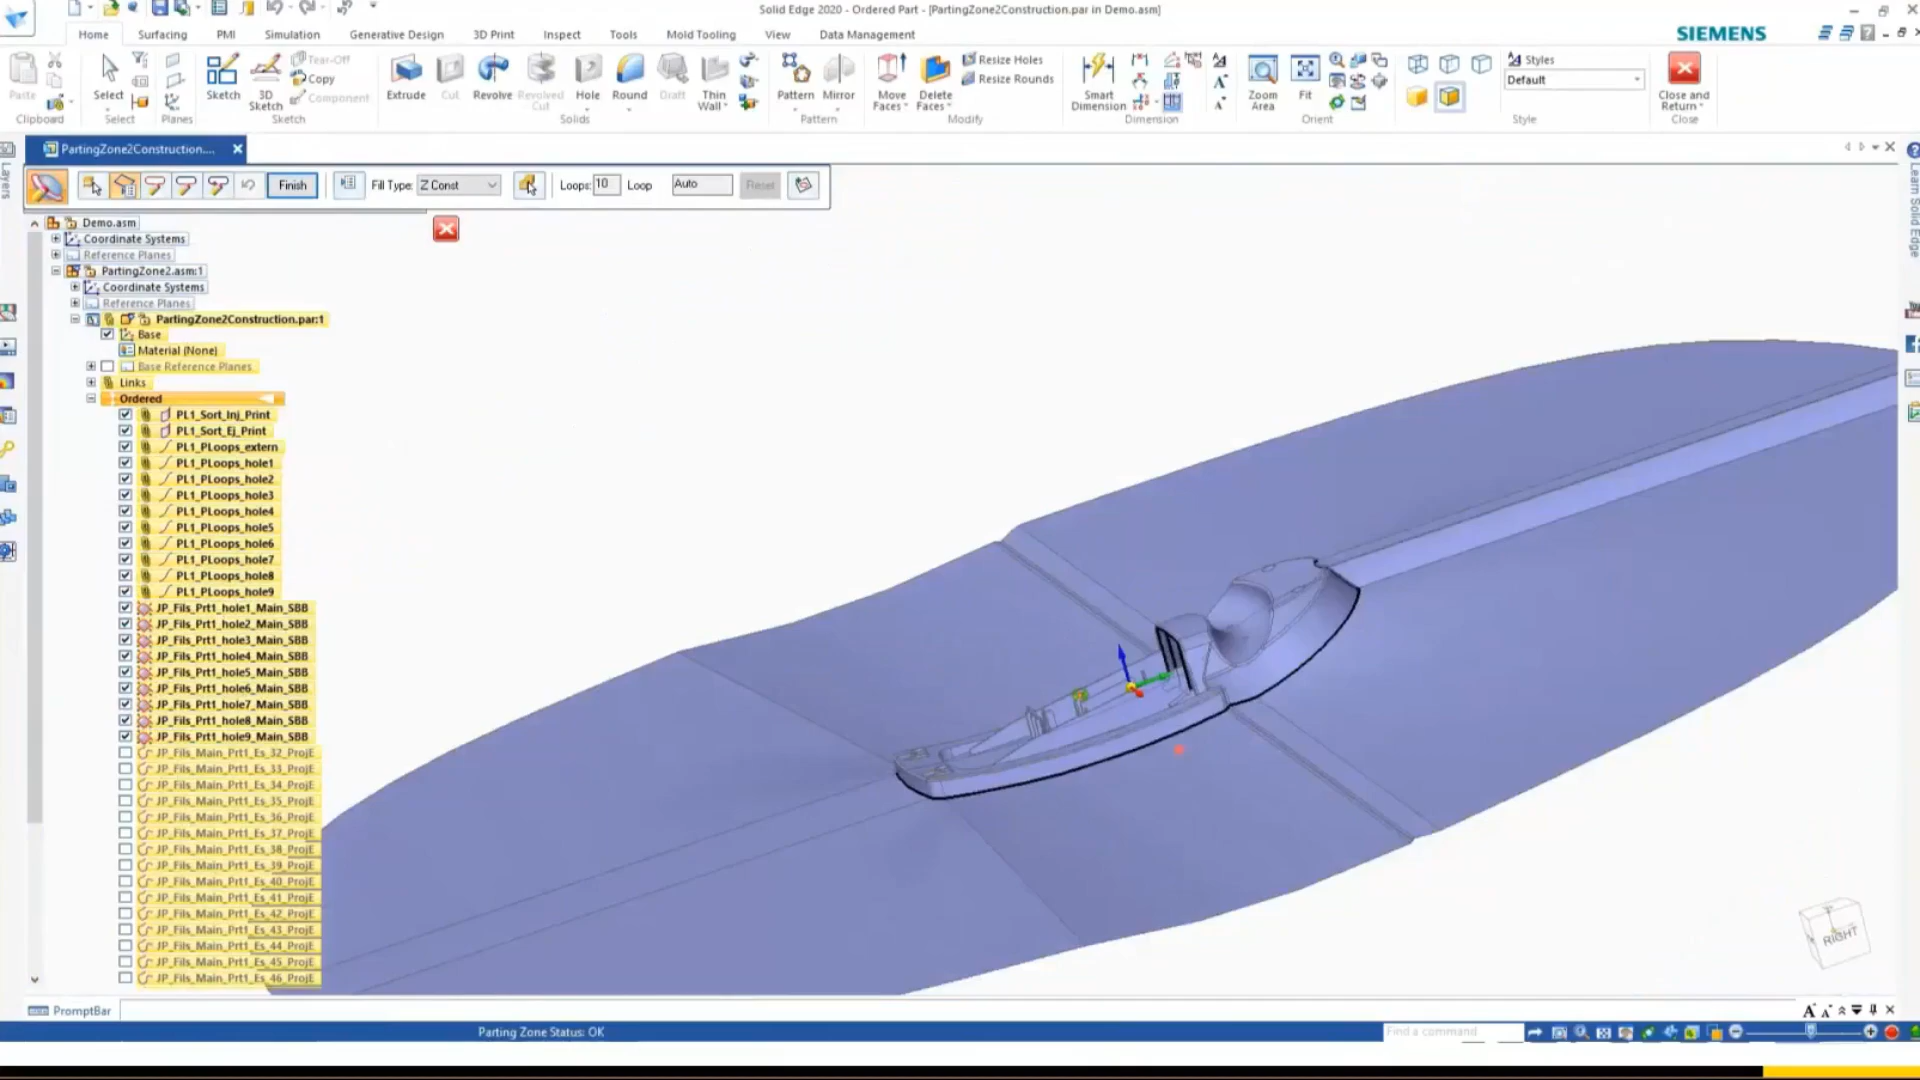 Solid Edge 2020 - Ordered Part - [PartingZone2Construction.par in Demo.asm]
Home Surfacing PMI Simulation Generative Design 3D Print Inspect Tools Mold Tooling View Data Management
SIEMENS
Paste
Clipboard
Select
Select
Planes
Sketch
3D Sketch
Tear-Off
Copy
Component
Sketch
Extrude
Cut
Revolve
Revolved Cut
Hole
Round
Draft
Thin Wall
Solids
Pattern
Mirror
Pattern
Move Faces
Delete Faces
Resize Holes
Resize Rounds
Modify
Smart Dimension
Dimension
Zoom Area
Fit
Orient
Styles
Default
Style
Close and Return
Close
PartingZone2Construction....
Finish
Fill Type: Z Const
Loops: 10
Loop Auto
Reset
Layers
Learn Solid Edge
Demo.asm
Coordinate Systems
Reference Planes
PartingZone2.asm:1
Coordinate Systems
Reference Planes
PartingZone2Construction.par:1
Base
Material (None)
Base Reference Planes
Links
Ordered
PL1_Sort_Inj_Print
PL1_Sort_Ej_Print
PL1_PLoops_extern
PL1_PLoops_hole1
PL1_PLoops_hole2
PL1_PLoops_hole3
PL1_PLoops_hole4
PL1_PLoops_hole5
PL1_PLoops_hole6
PL1_PLoops_hole7
PL1_PLoops_hole8
PL1_PLoops_hole9
JP_Fils_Prt1_hole1_Main_SBB
JP_Fils_Prt1_hole2_Main_SBB
JP_Fils_Prt1_hole3_Main_SBB
JP_Fils_Prt1_hole4_Main_SBB
JP_Fils_Prt1_hole5_Main_SBB
JP_Fils_Prt1_hole6_Main_SBB
JP_Fils_Prt1_hole7_Main_SBB
JP_Fils_Prt1_hole8_Main_SBB
JP_Fils_Prt1_hole9_Main_SBB
JP_Fils_Main_Prt1_Es_32_ProjE
JP_Fils_Main_Prt1_Es_33_ProjE
JP_Fils_Main_Prt1_Es_34_ProjE
JP_Fils_Main_Prt1_Es_35_ProjE
JP_Fils_Main_Prt1_Es_36_ProjE
JP_Fils_Main_Prt1_Es_37_ProjE
JP_Fils_Main_Prt1_Es_38_ProjE
JP_Fils_Main_Prt1_Es_39_ProjE
JP_Fils_Main_Prt1_Es_40_ProjE
JP_Fils_Main_Prt1_Es_41_ProjE
JP_Fils_Main_Prt1_Es_42_ProjE
JP_Fils_Main_Prt1_Es_43_ProjE
JP_Fils_Main_Prt1_Es_44_ProjE
JP_Fils_Main_Prt1_Es_45_ProjE
JP_Fils_Main_Prt1_Es_46_ProjE
RIGHT
PromptBar
Parting Zone Status: OK
Find a command